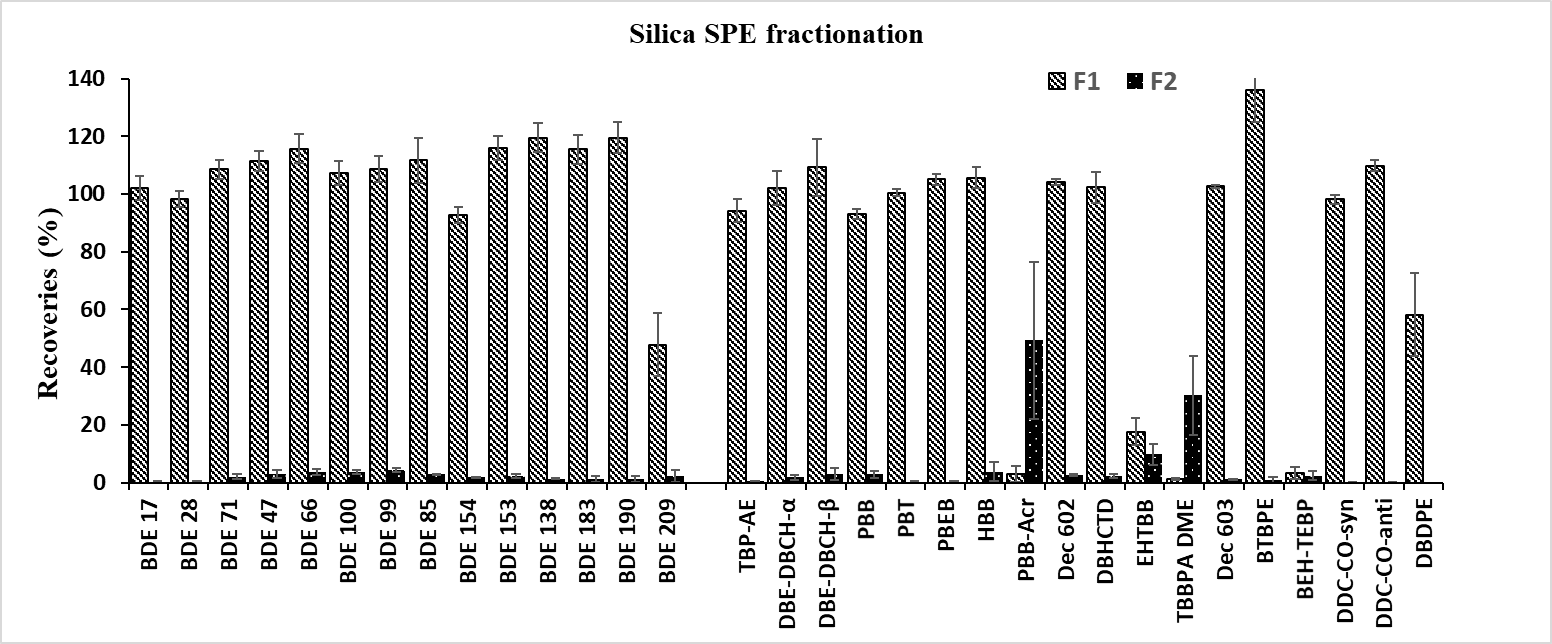 Silica SPE fractionation
F1
F2
Recoveries (%)
140
120
100
80
60
40
20
0
BDE 17
BDE 28
BDE 71
BDE 47
BDE 66
BDE 100
BDE 99
BDE 85
BDE 154
BDE 153
BDE 138
BDE 183
BDE 190
BDE 209
TBP-AE
DBE-DBCH-α
DBE-DBCH-β
PBB
PBT
PBEB
HBB
PBB-Acr
Dec 602
DBHCTD
EHTBB
TBBPA DME
Dec 603
BTBPE
BEH-TEBP
DDC-CO-syn
DDC-CO-anti
DBDPE